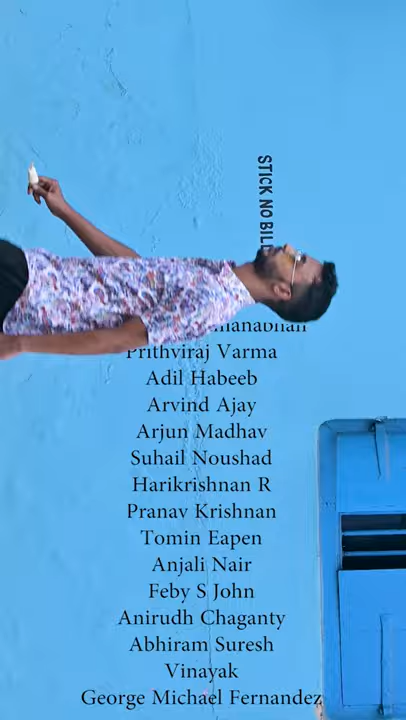 STICK NO
Prithviraj Varma
Adil Habeeb
Arvind Ajay
Arjun Madhav
Suhail Noushad
Harikrishnan R
Pranav Krishnan
Tomin Eapen
Anjali Nair
Feby S John
Anirudh Chaganty
Abhiram Suresh
Vinayak
George Michael Fernandez